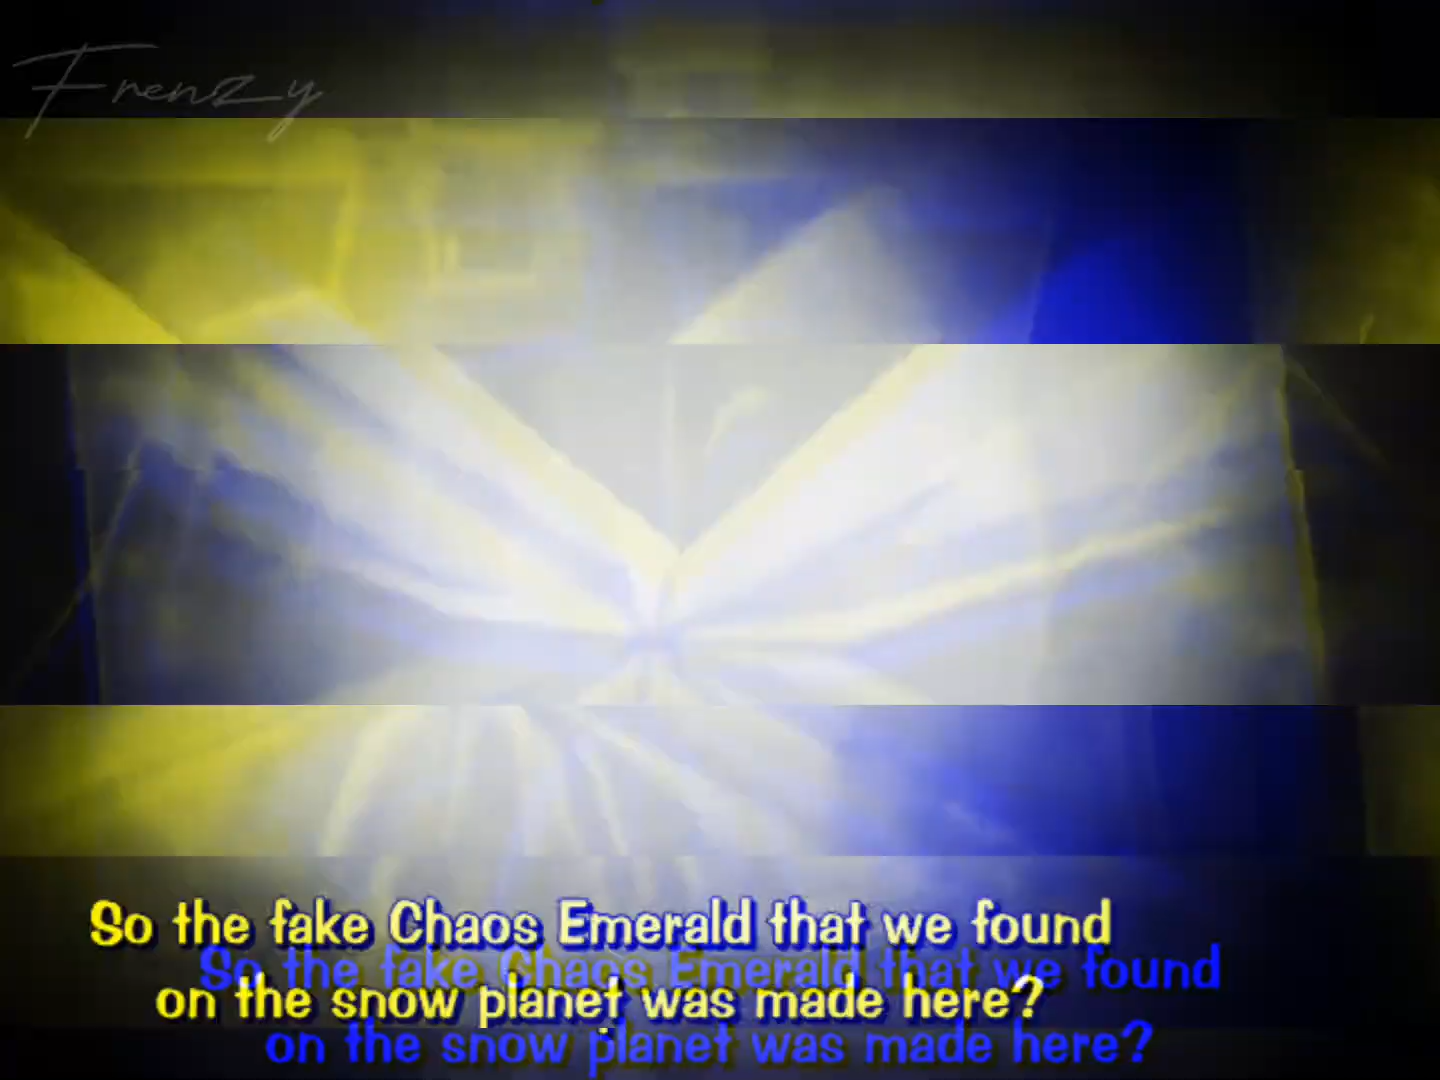 Frenzy
So the fake Chaos Emerald that we found
So the fake Chaos Emerald that we found
on the snow planet was made here?
on the snow planet was made here?